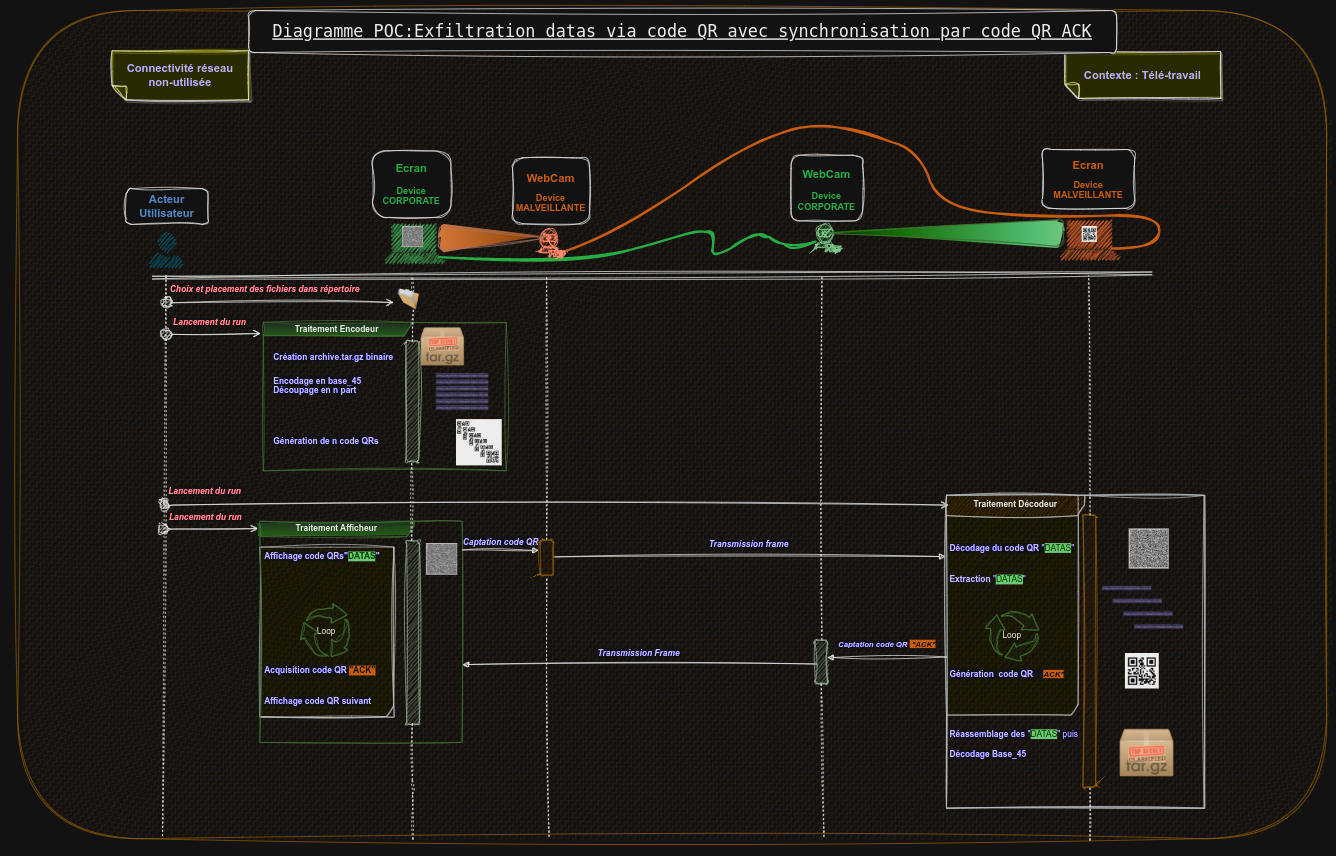 Diagramme POC:Exfiltration datas via code QR avec synchronisation par code QR ACK
Connectivité réseau
non-utilisée
Contexte : Télé-travail
Acteur
Utilisateur
Ecran
Device
CORPORATE
WebCam
Device
MALVEILLANTE
WebCam
Device
CORPORATE
Ecran
Device
MALVEILLANTE
Choix et placement des fichiers dans répertoire
Lancement du run
Traitement Encodeur
Création archive.tar.gz binaire
TOP SECRET
CLASSIFIED
tar.gz
Encodage en base_45
Découpage en n part
Génération de n code QRs
Lancement du run
Traitement Décodeur
Lancement du run
Traitement Afficheur
Captation code QR
Transmission frame
Affichage code QRs"DATAS"
Décodage du code QR "DATAS"
Extraction "DATAS"
Loop
Loop
Captation code QR "ACK"
Transmission Frame
Acquisition code QR "ACK"
Génération code QR ACK"
Affichage code QR suivant
Réassemblage des "DATAS" puis
Décodage Base_45
TOP SECRET
CLASSIFIED
tar.gz